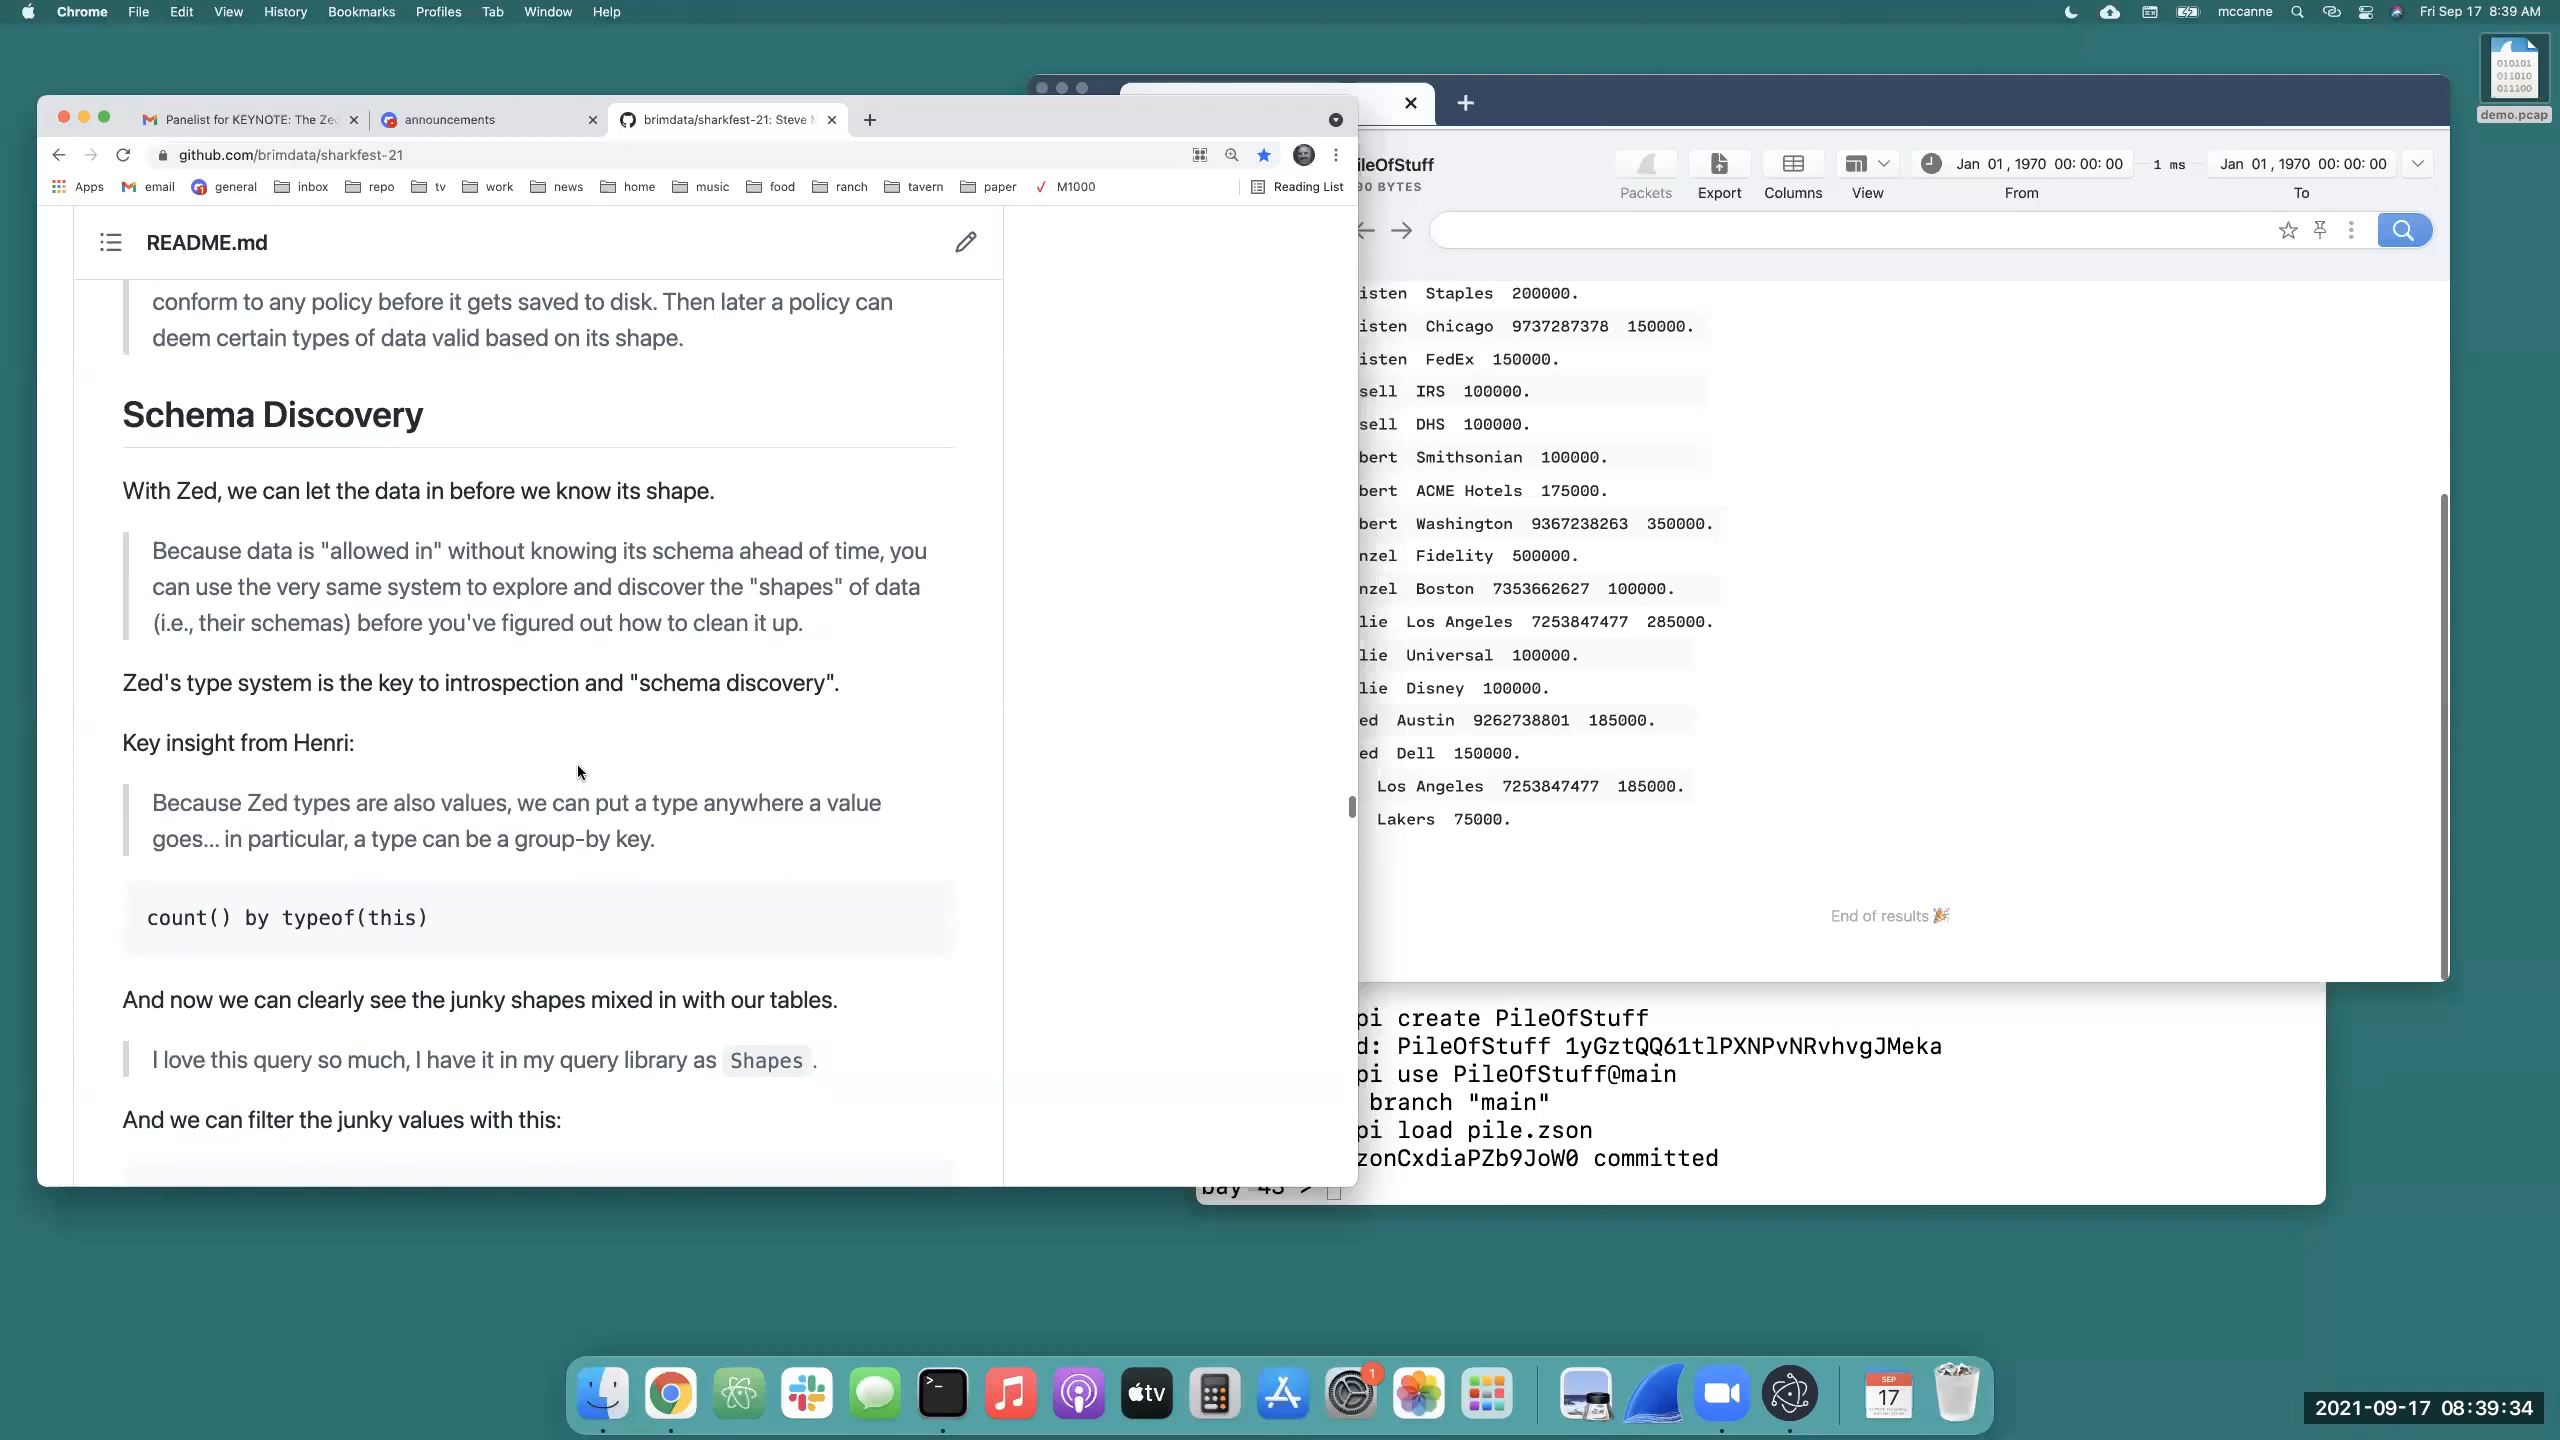 Chrome File Edit View History Bookmarks Profiles Tab Window Help
mccanne Fri Sep 17 8:39 AM
010101
011010
011100
demo.pcap
Panelist for KEYNOTE: The Ze
announcements
brimdata/sharkfest-21: Steve M
github.com/brimdata/sharkfest-21
Apps email general inbox repo tv work news home music food ranch tavern paper M1000 Reading List
README.md
conform to any policy before it gets saved to disk. Then later a policy can
deem certain types of data valid based on its shape.
Schema Discovery
With Zed, we can let the data in before we know its shape.
Because data is "allowed in" without knowing its schema ahead of time, you
can use the very same system to explore and discover the "shapes" of data
(i.e., their schemas) before you've figured out how to clean it up.
Zed's type system is the key to introspection and "schema discovery".
Key insight from Henri:
Because Zed types are also values, we can put a type anywhere a value
goes... in particular, a type can be a group-by key.
count() by typeof(this)
And now we can clearly see the junky shapes mixed in with our tables.
I love this query so much, I have it in my query library as Shapes .
And we can filter the junky values with this:
ileOfStuff
90 BYTES
Packets Export Columns View
Jan 01, 1970 00:00:00 1 ms Jan 01, 1970 00:00:00
From To
isten Staples 200000.
isten Chicago 9737287378 150000.
isten FedEx 150000.
sell IRS 100000.
sell DHS 100000.
bert Smithsonian 100000.
bert ACME Hotels 175000.
bert Washington 9367238263 350000.
nzel Fidelity 500000.
nzel Boston 7353662627 100000.
lie Los Angeles 7253847477 285000.
lie Universal 100000.
lie Disney 100000.
ed Austin 9262738801 185000.
ed Dell 150000.
Los Angeles 7253847477 185000.
Lakers 75000.
End of results
pi create PileOfStuff
d: PileOfStuff 1yGztQQ61tlPXNPvNRvhvgJMeka
pi use PileOfStuff@main
branch "main"
pi load pile.zson
zonCxdiaPZb9JoW0 committed
bay 43 >
tv
1
SEP
17
2021-09-17 08:39:34